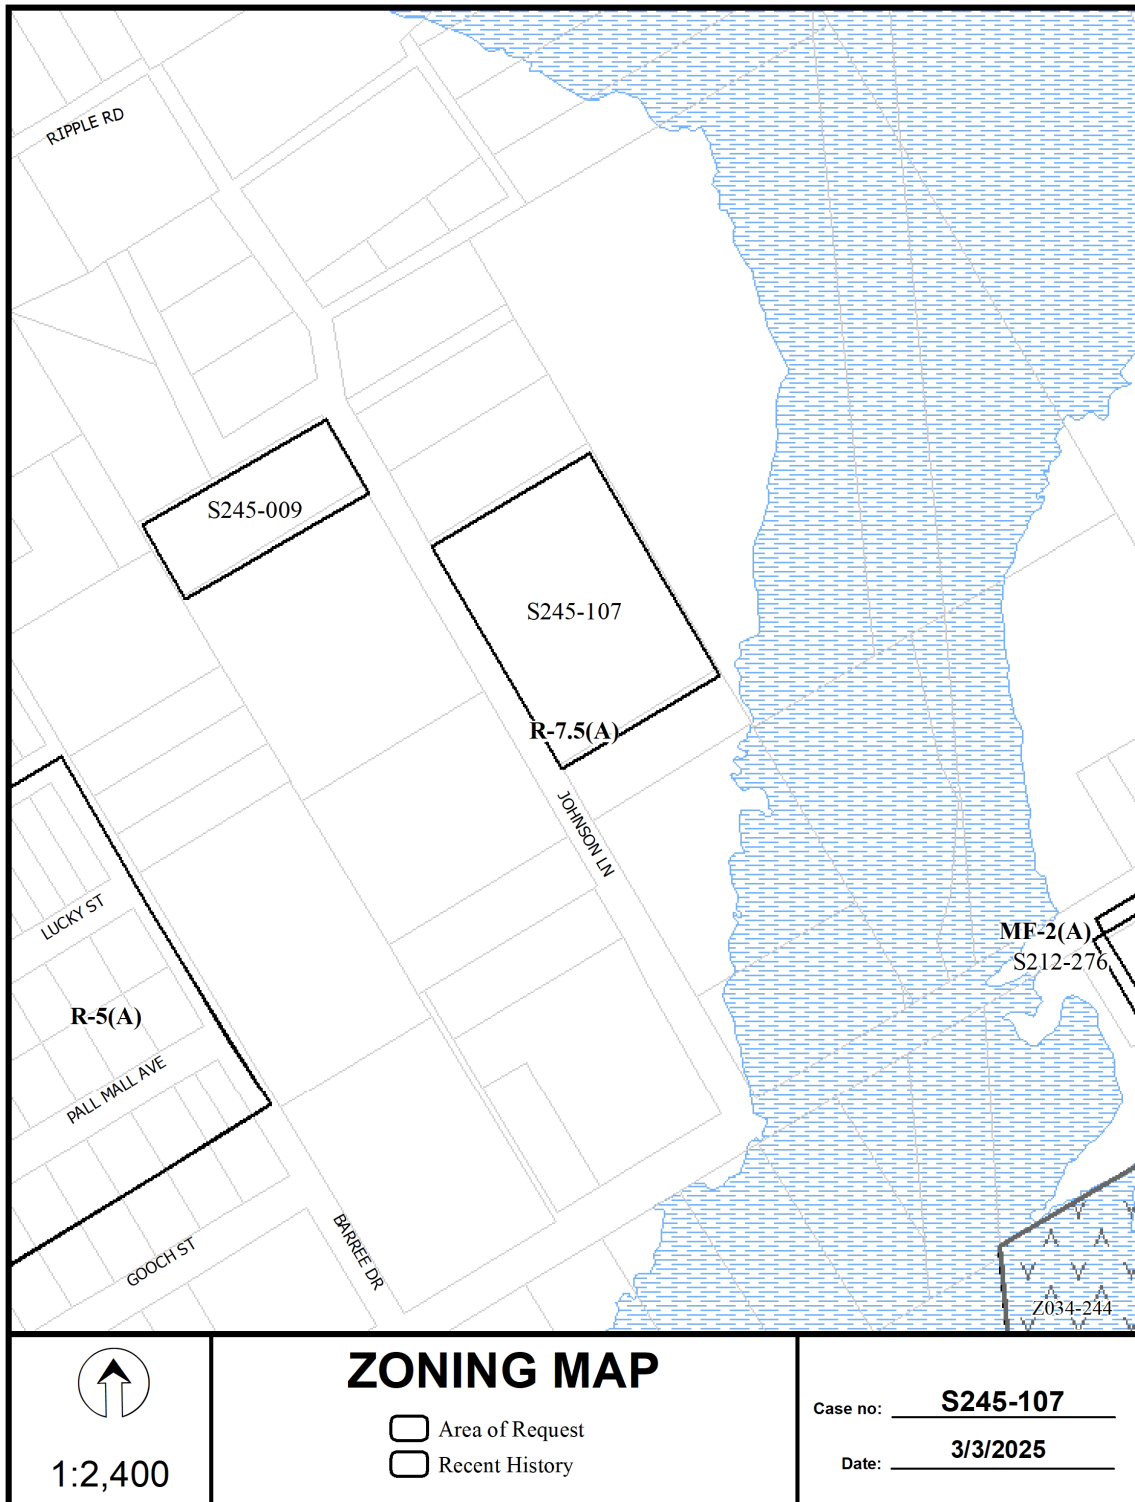 RIPPLE RD
S245-009
S245-107
R-7.5(A)
JOHNSON LN
LUCKY ST
MF-2(A)
S212-276
R-5(A)
PALL MALL AVE
BARREE DR
GOOCH ST
Z034-244
ZONING MAP
Area of Request
Recent History
1:2,400
Case no: S245-107
Date: 3/3/2025